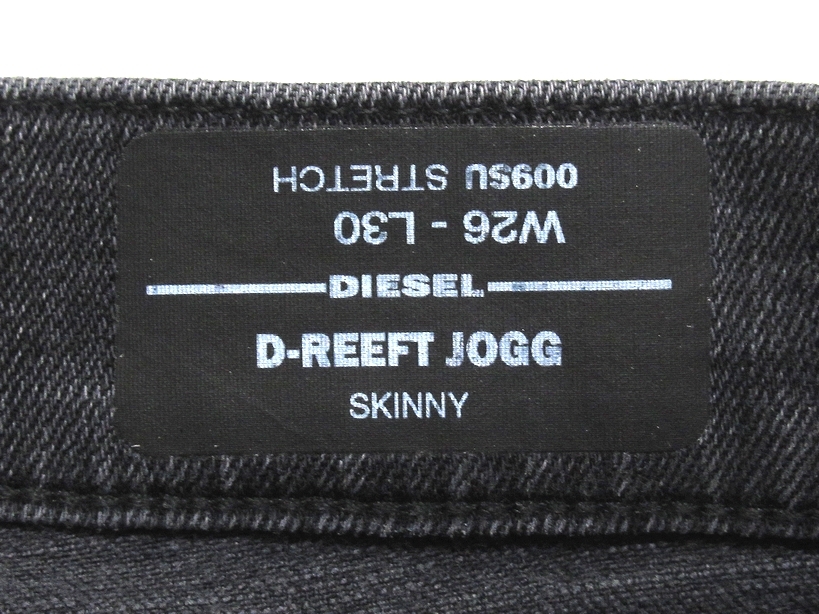 009SU STRETCH
W26 - L30
DIESEL
D-REEFT JOGG
SKINNY